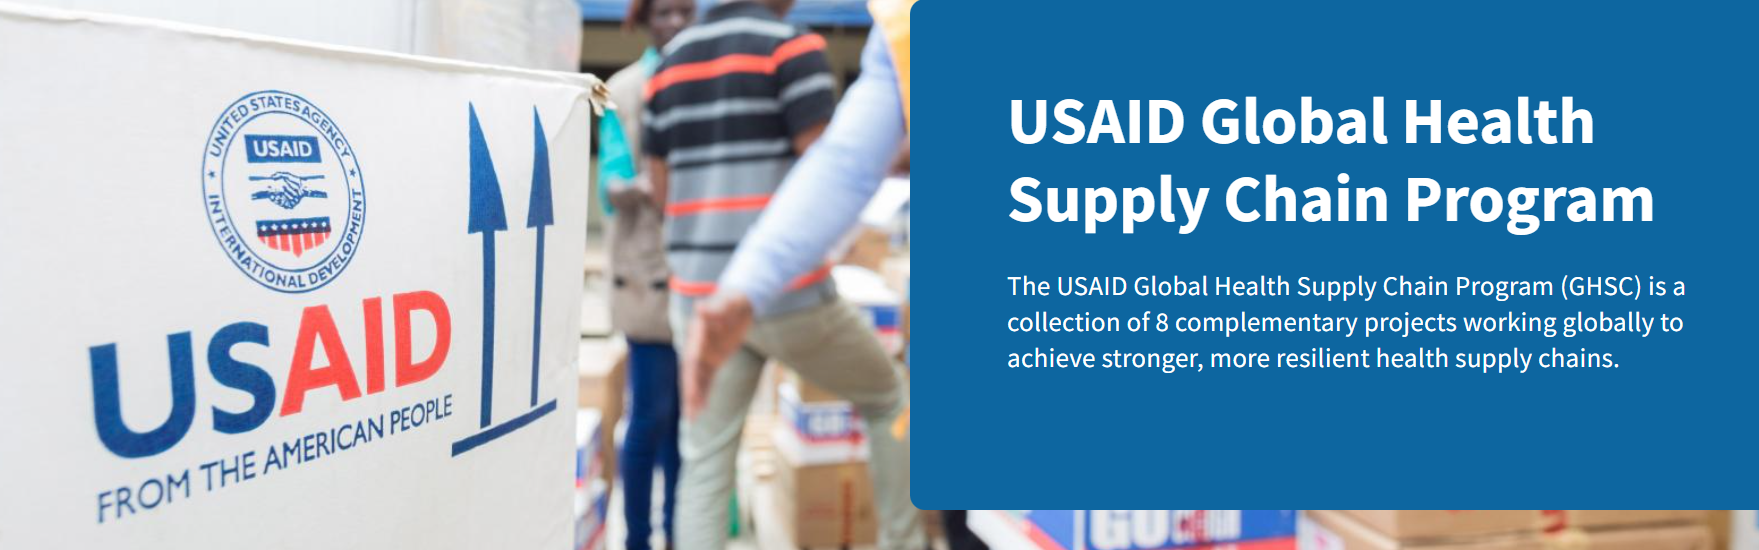 UNITED STATES AGENCY
USAID
INTERNATIONAL DEVELOPMENT
USAID
FROM THE AMERICAN PEOPLE
USAID Global Health
Supply Chain Program
The USAID Global Health Supply Chain Program (GHSC) is a
collection of 8 complementary projects working globally to
achieve stronger, more resilient health supply chains.